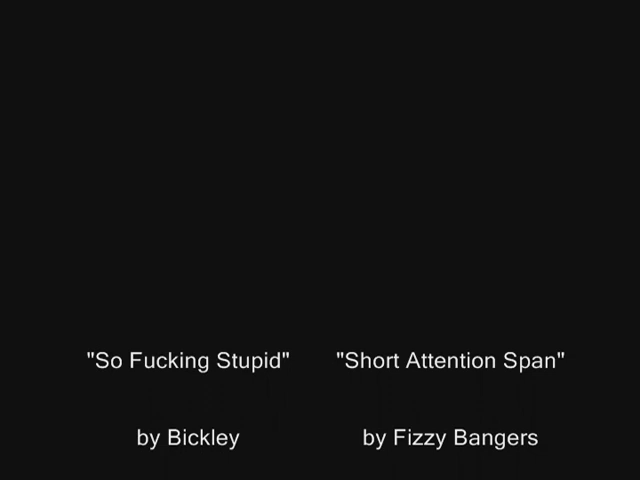 "So Fucking Stupid" "Short Attention Span"
by Bickley by Fizzy Bangers